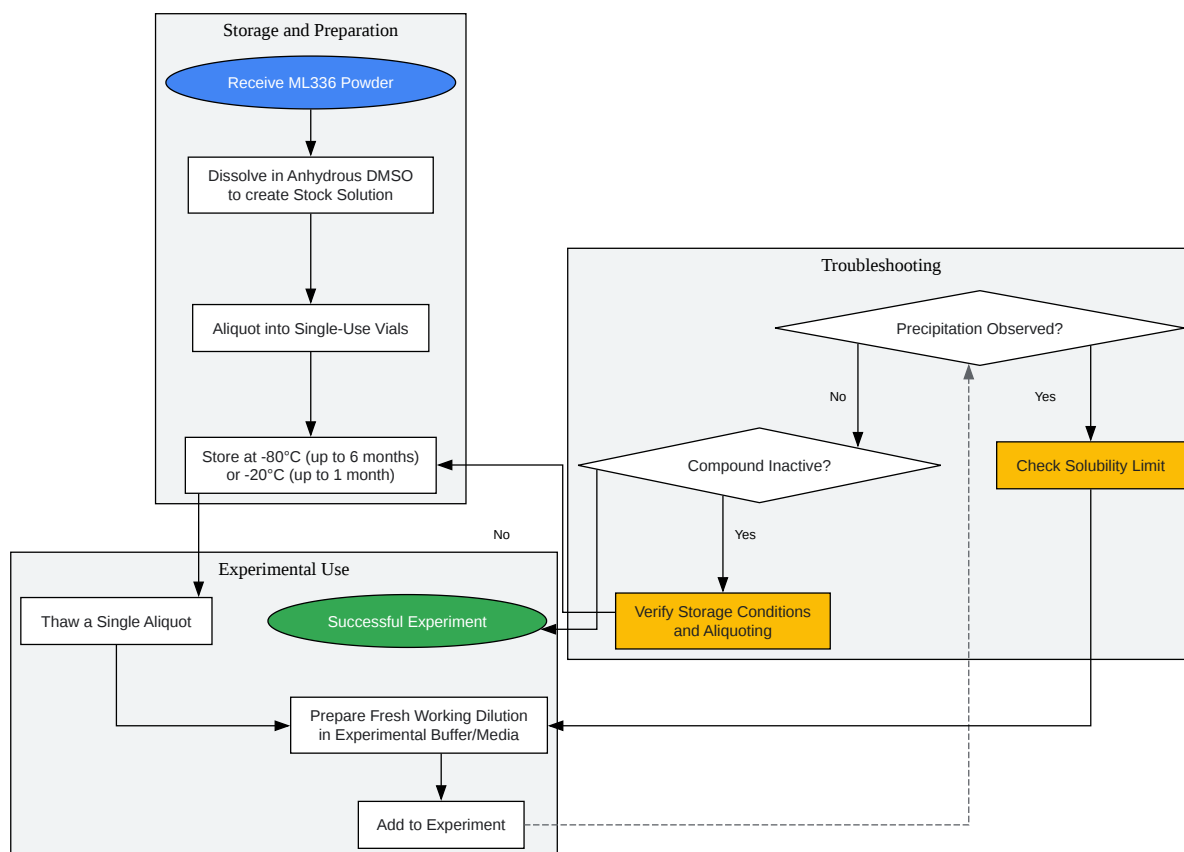 Storage and Preparation
Receive ML336 Powder
Dissolve in Anhydrous DMSO
to create Stock Solution
Aliquot into Single-Use Vials
Store at -80°C (up to 6 months)
or -20°C (up to 1 month)
Troubleshooting
Precipitation Observed?
No
Yes
Compound Inactive?
Check Solubility Limit
No
Yes
Verify Storage Conditions
and Aliquoting
Experimental Use
Thaw a Single Aliquot
Successful Experiment
Prepare Fresh Working Dilution
in Experimental Buffer/Media
Add to Experiment